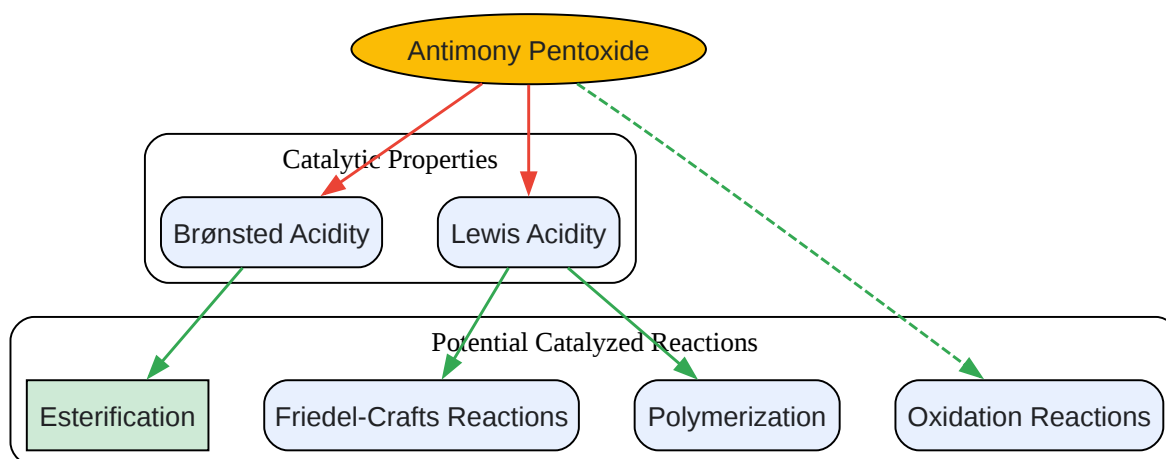 Antimony Pentoxide
Catalytic Properties
Brønsted Acidity
Lewis Acidity
Potential Catalyzed Reactions
Esterification
Friedel-Crafts Reactions
Polymerization
Oxidation Reactions